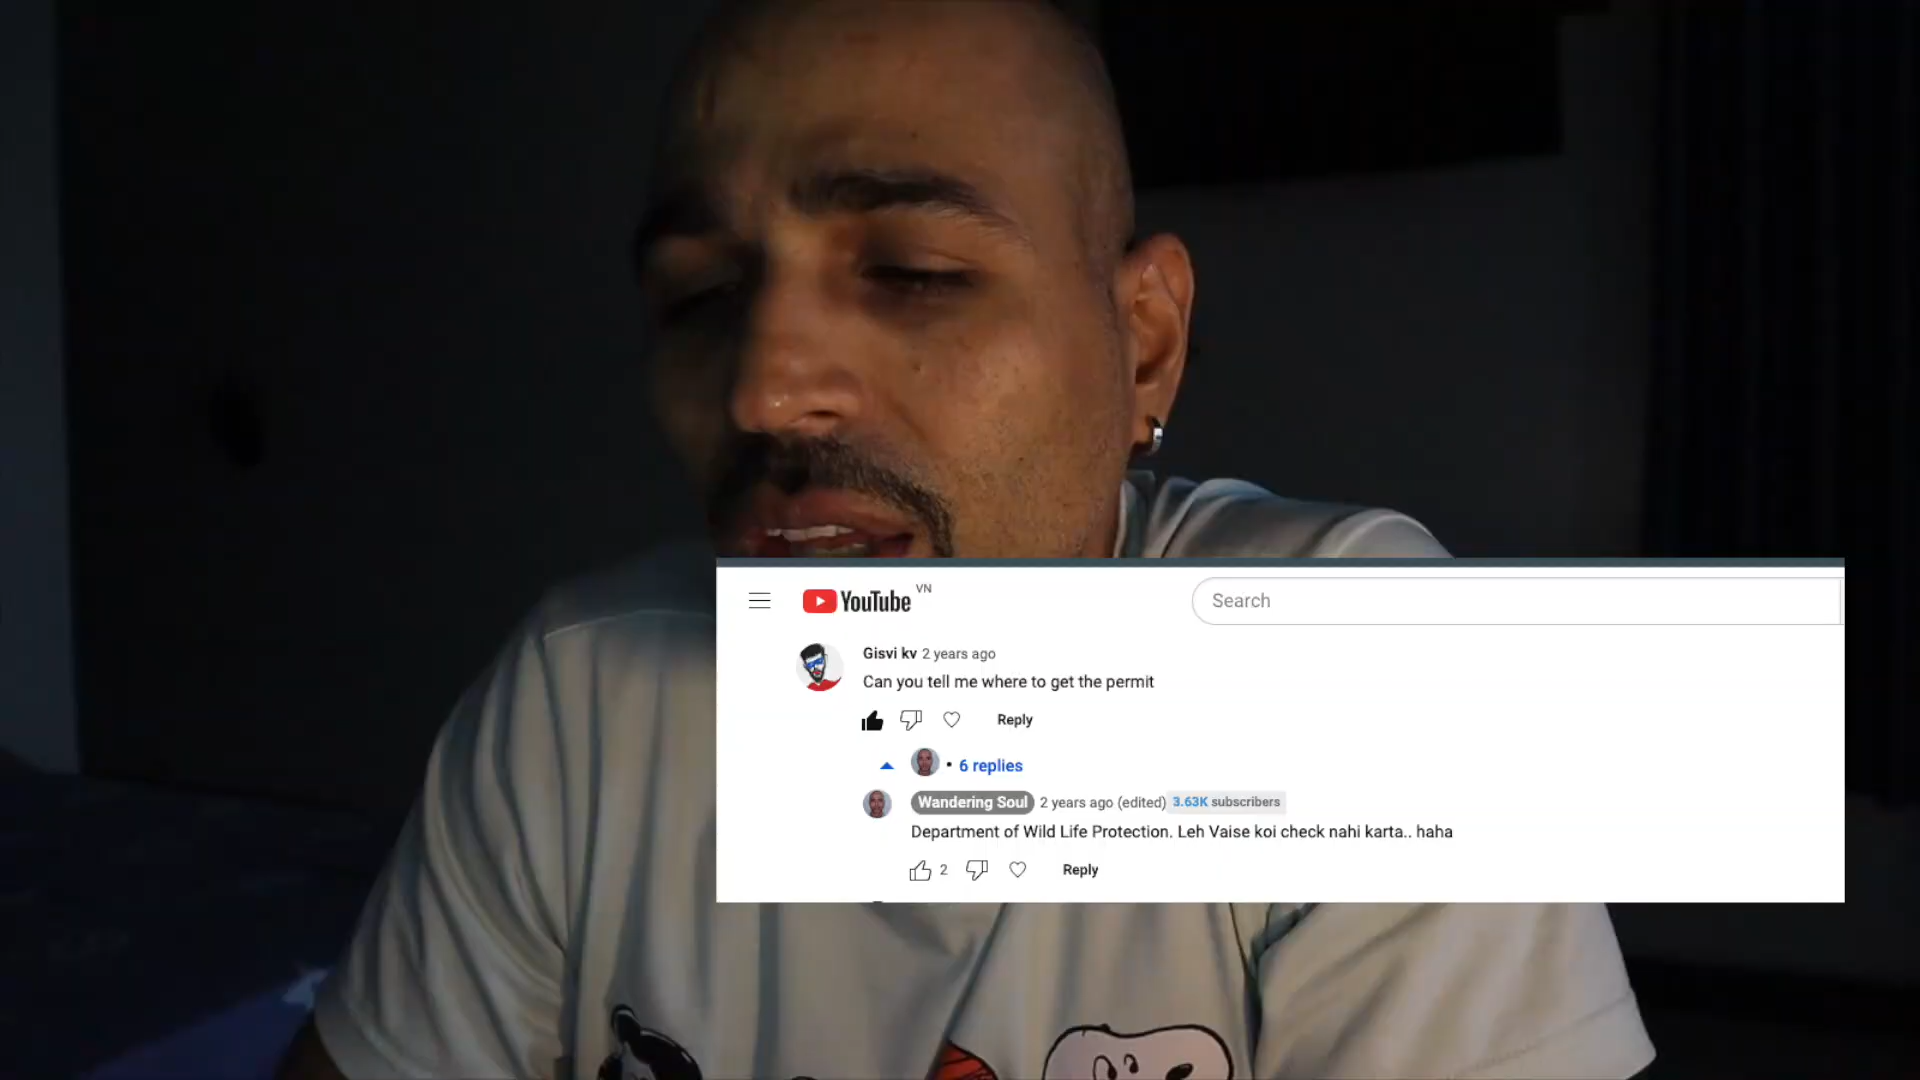 YouTube VN
Search
Gisvi kv 2 years ago
Can you tell me where to get the permit
Reply
6 replies
Wandering Soul 2 years ago (edited) 3.63K subscribers
Department of Wild Life Protection. Leh Vaise koi check nahi karta.. haha
2 Reply